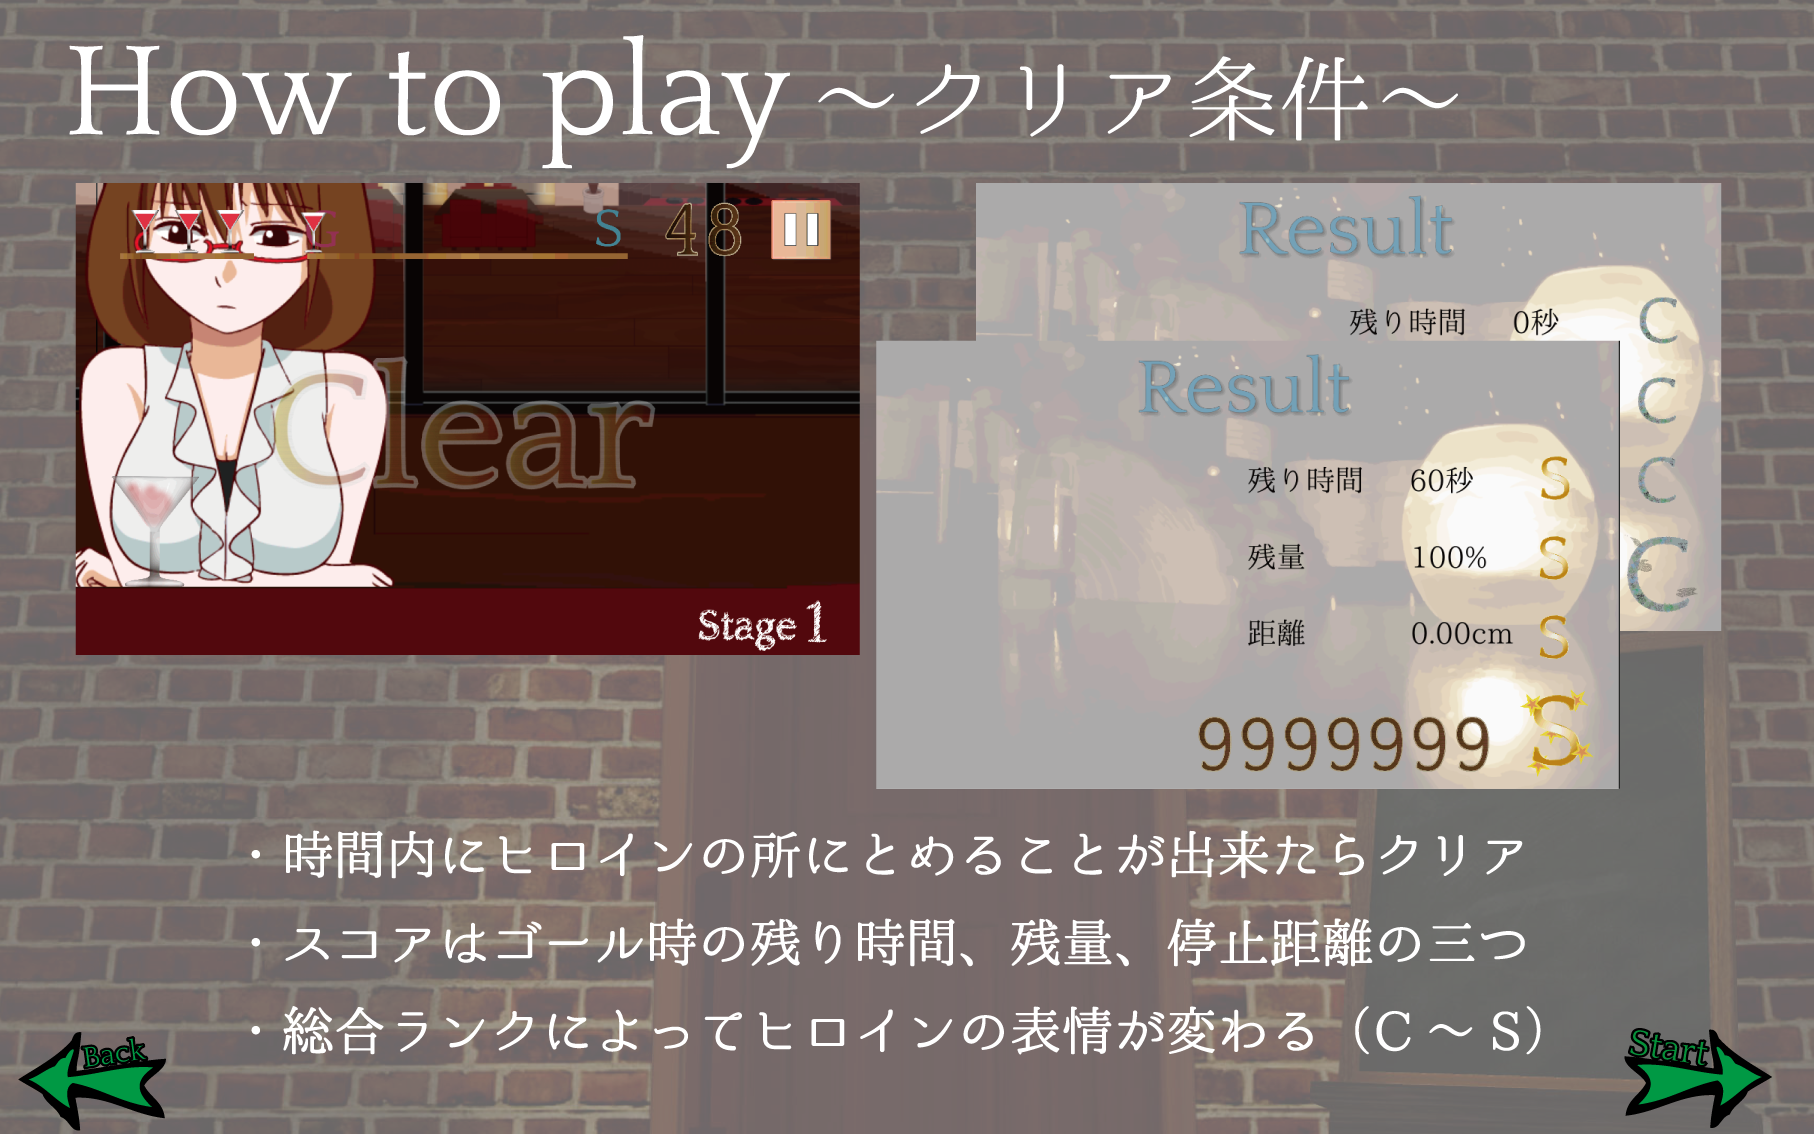 How to play ～クリア条件～
G
S
48
Clear
Stage 1
Result
残り時間 0秒 C
C
C
C
Result
残り時間 60秒 S
残量 100% S
距離 0.00cm S
9999999 S
・時間内にヒロインの所にとめることが出来たらクリア
・スコアはゴール時の残り時間、残量、停止距離の三つ
・総合ランクによってヒロインの表情が変わる（C ～ S）
Back
Start